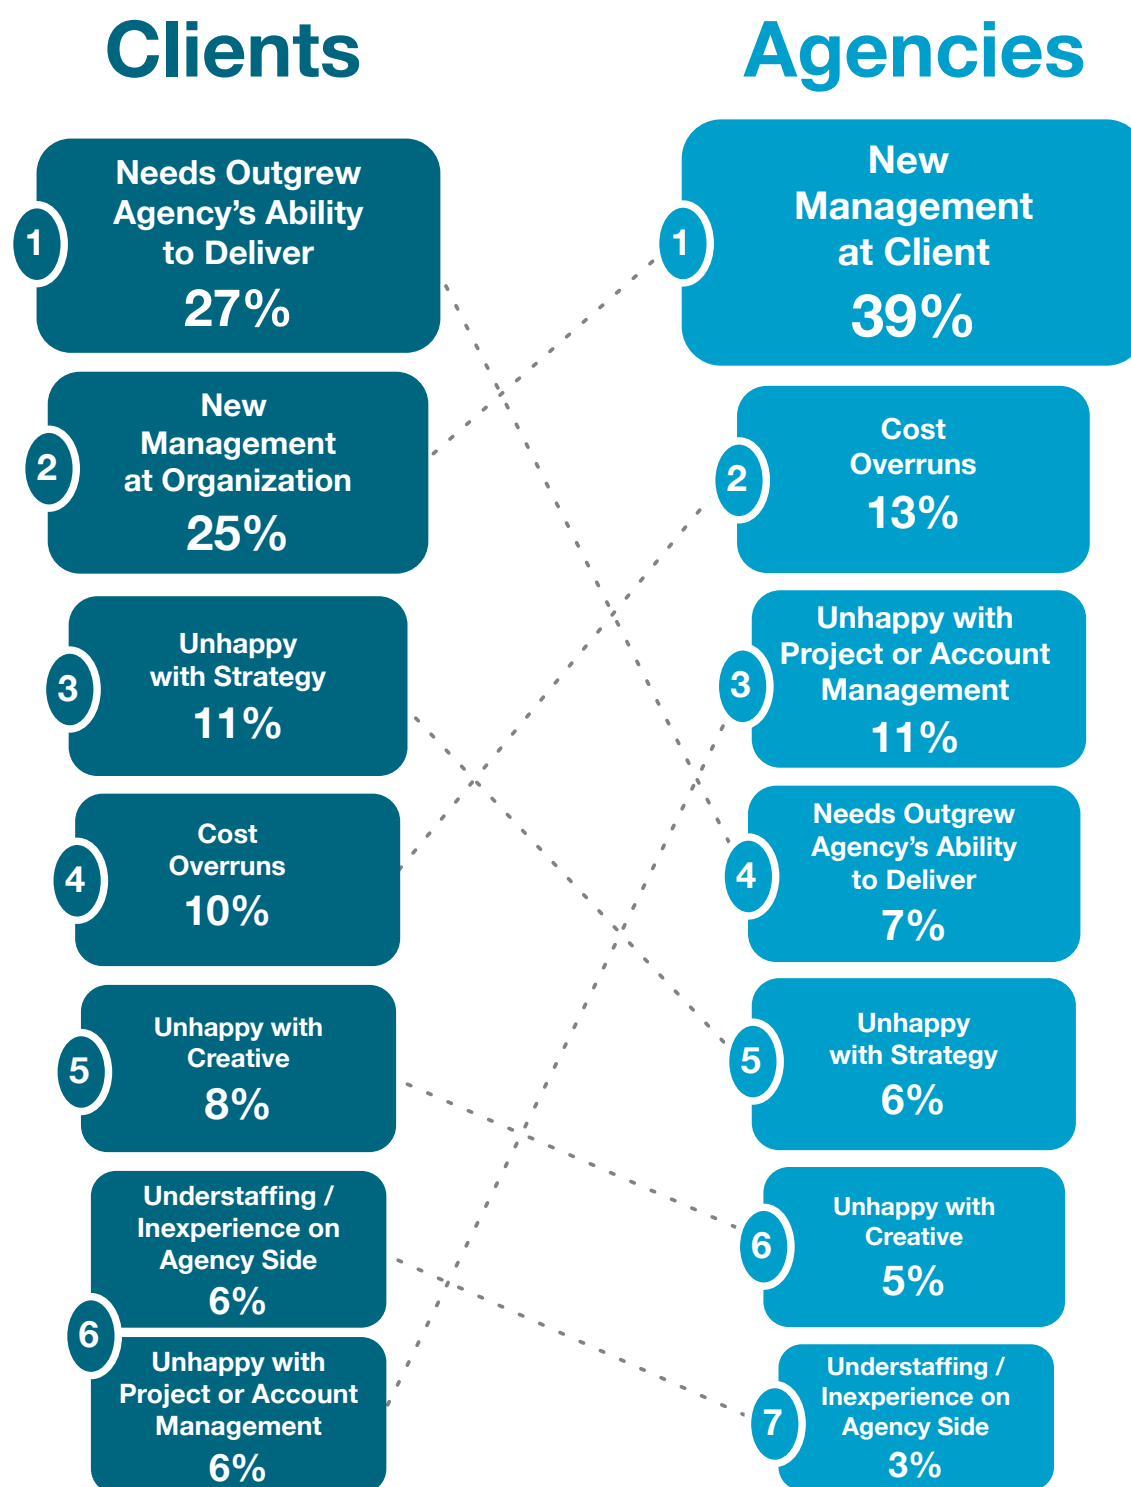 Clients
1
Needs Outgrew
Agency’s Ability
to Deliver
27%
2
New
Management
at Organization
25%
3
Unhappy
with Strategy
11%
4
Cost
Overruns
10%
5
Unhappy with
Creative
8%
6
Understaffing /
Inexperience on
Agency Side
6%
Unhappy with
Project or Account
Management
6%
Agencies
1
New
Management
at Client
39%
2
Cost
Overruns
13%
3
Unhappy with
Project or Account
Management
11%
4
Needs Outgrew
Agency’s Ability
to Deliver
7%
5
Unhappy
with Strategy
6%
6
Unhappy with
Creative
5%
7
Understaffing /
Inexperience on
Agency Side
3%